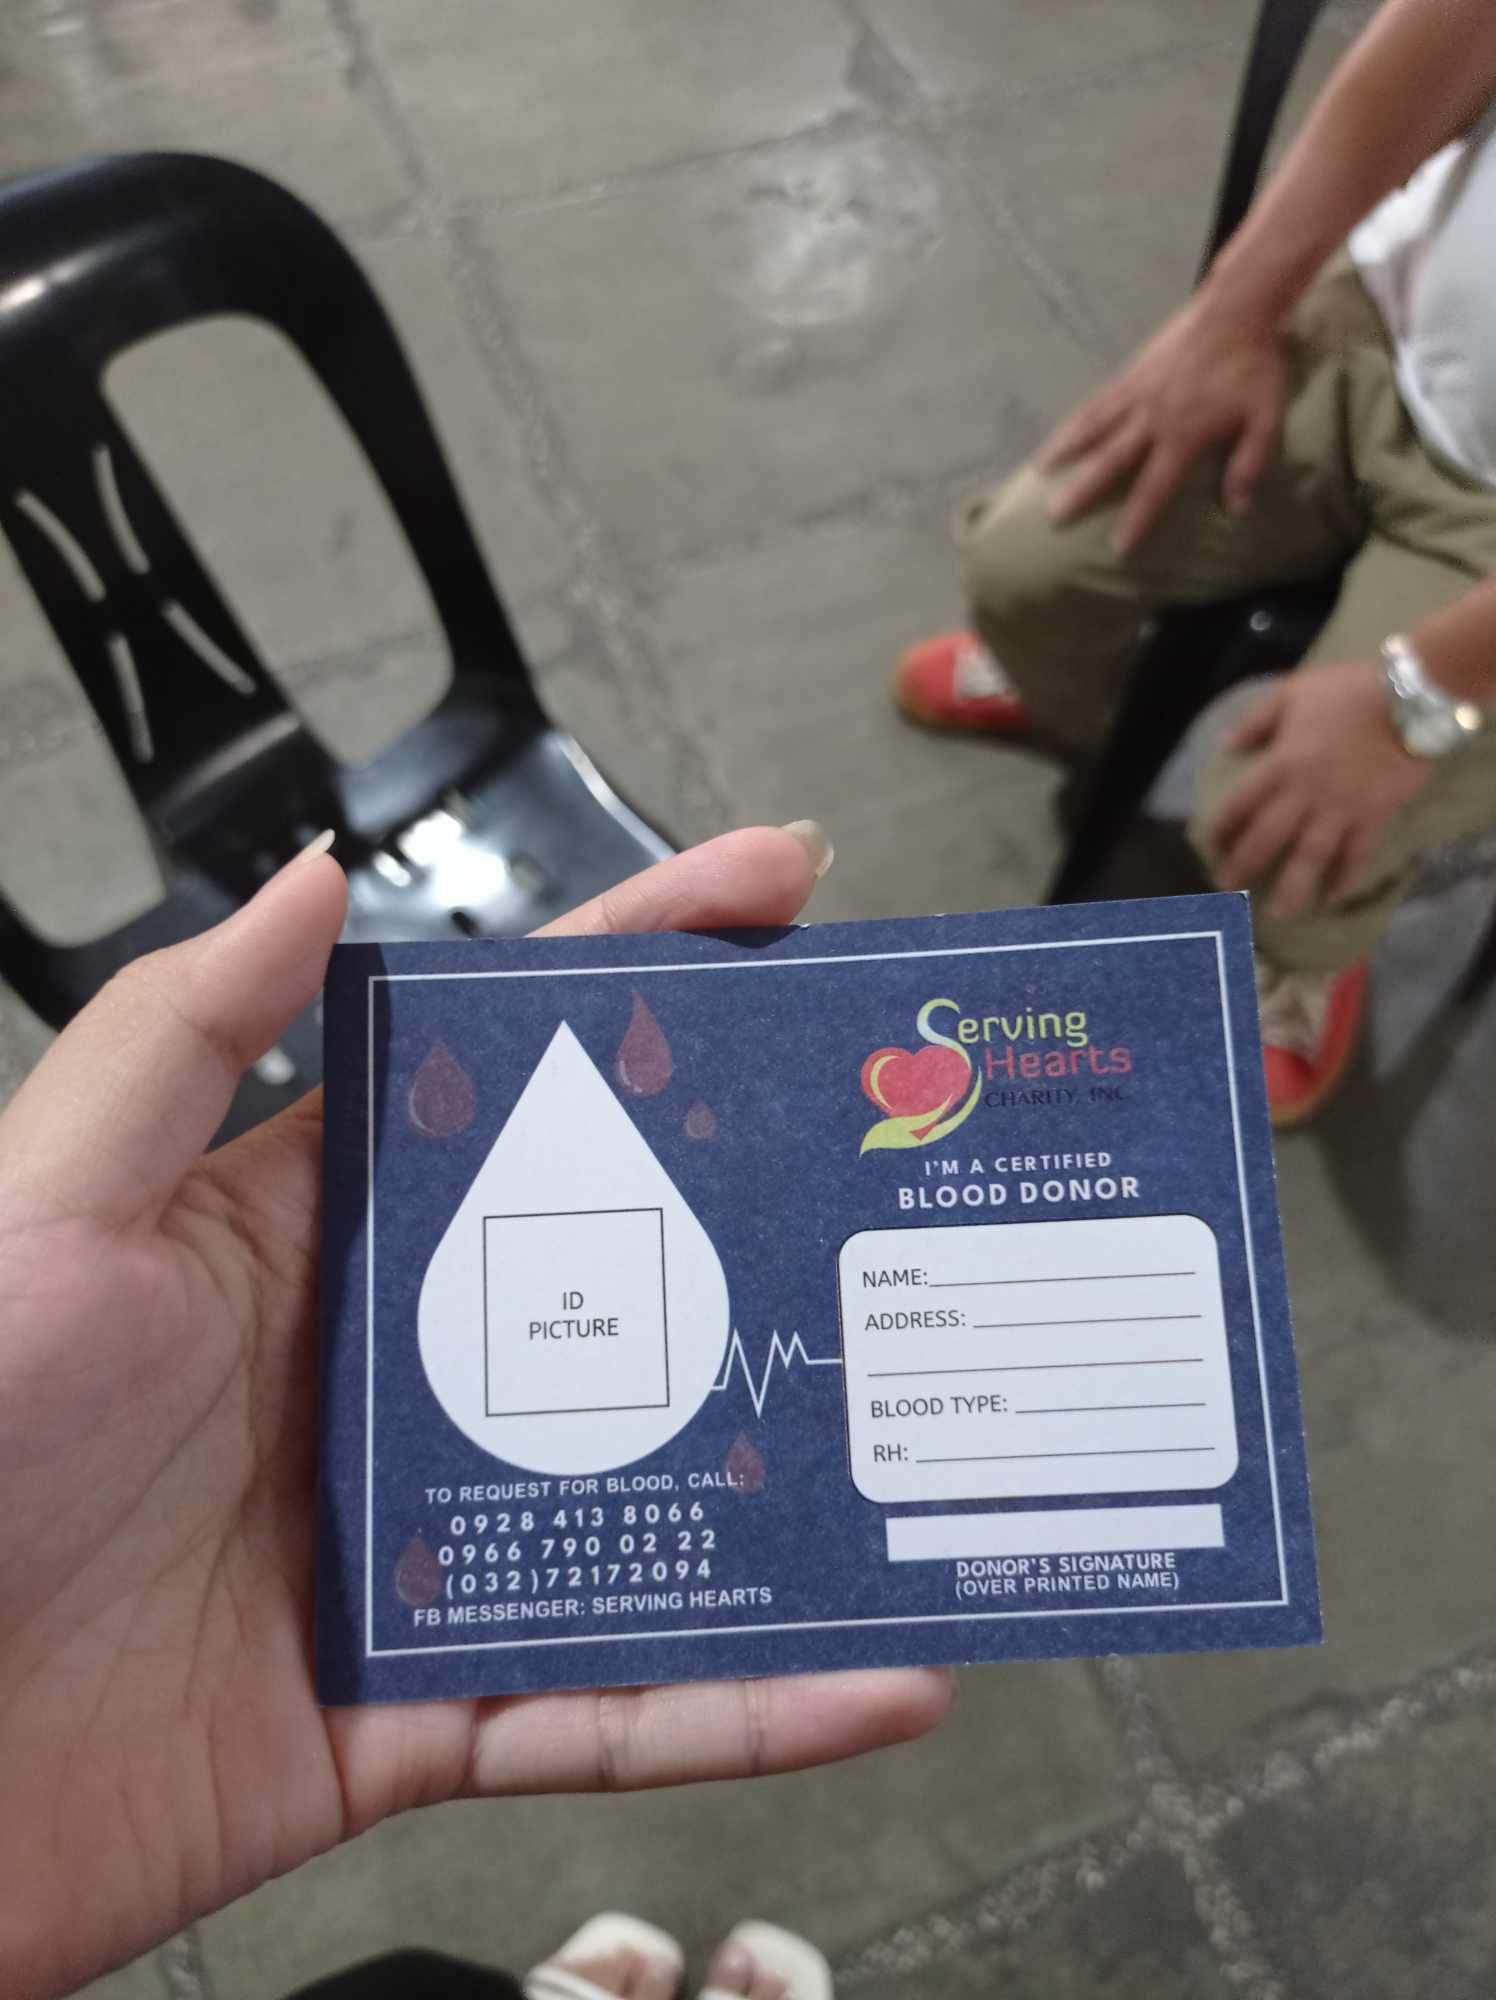 Serving
Hearts
CHARITY, INC.
I'M A CERTIFIED
BLOOD DONOR
ID
PICTURE
NAME:
ADDRESS:
BLOOD TYPE:
RH:
TO REQUEST FOR BLOOD, CALL:
0928 413 8066
0966 790 02 22
(032)72172094
FB MESSENGER: SERVING HEARTS
DONOR'S SIGNATURE
(OVER PRINTED NAME)